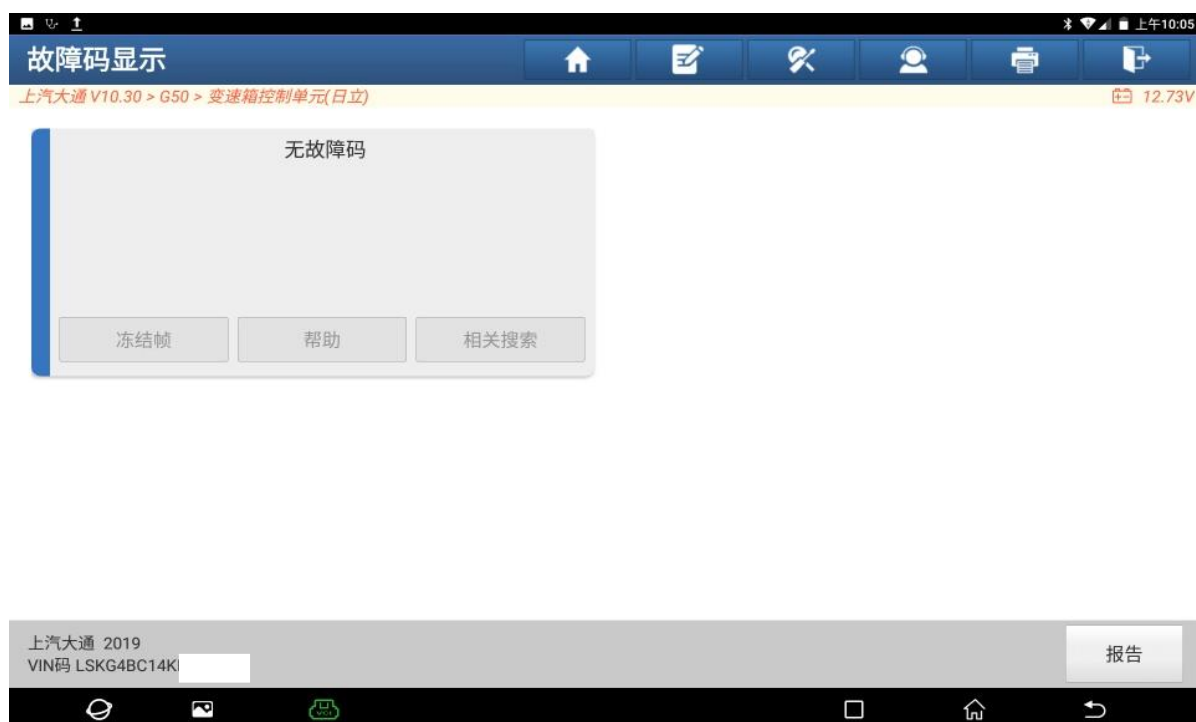 上午10:05
故障码显示
上汽大通 V10.30 > G50 > 变速箱控制单元(日立)
12.73V
无故障码
冻结帧
帮助
相关搜索
上汽大通 2019
VIN码 LSKG4BC14K
报告
VCI